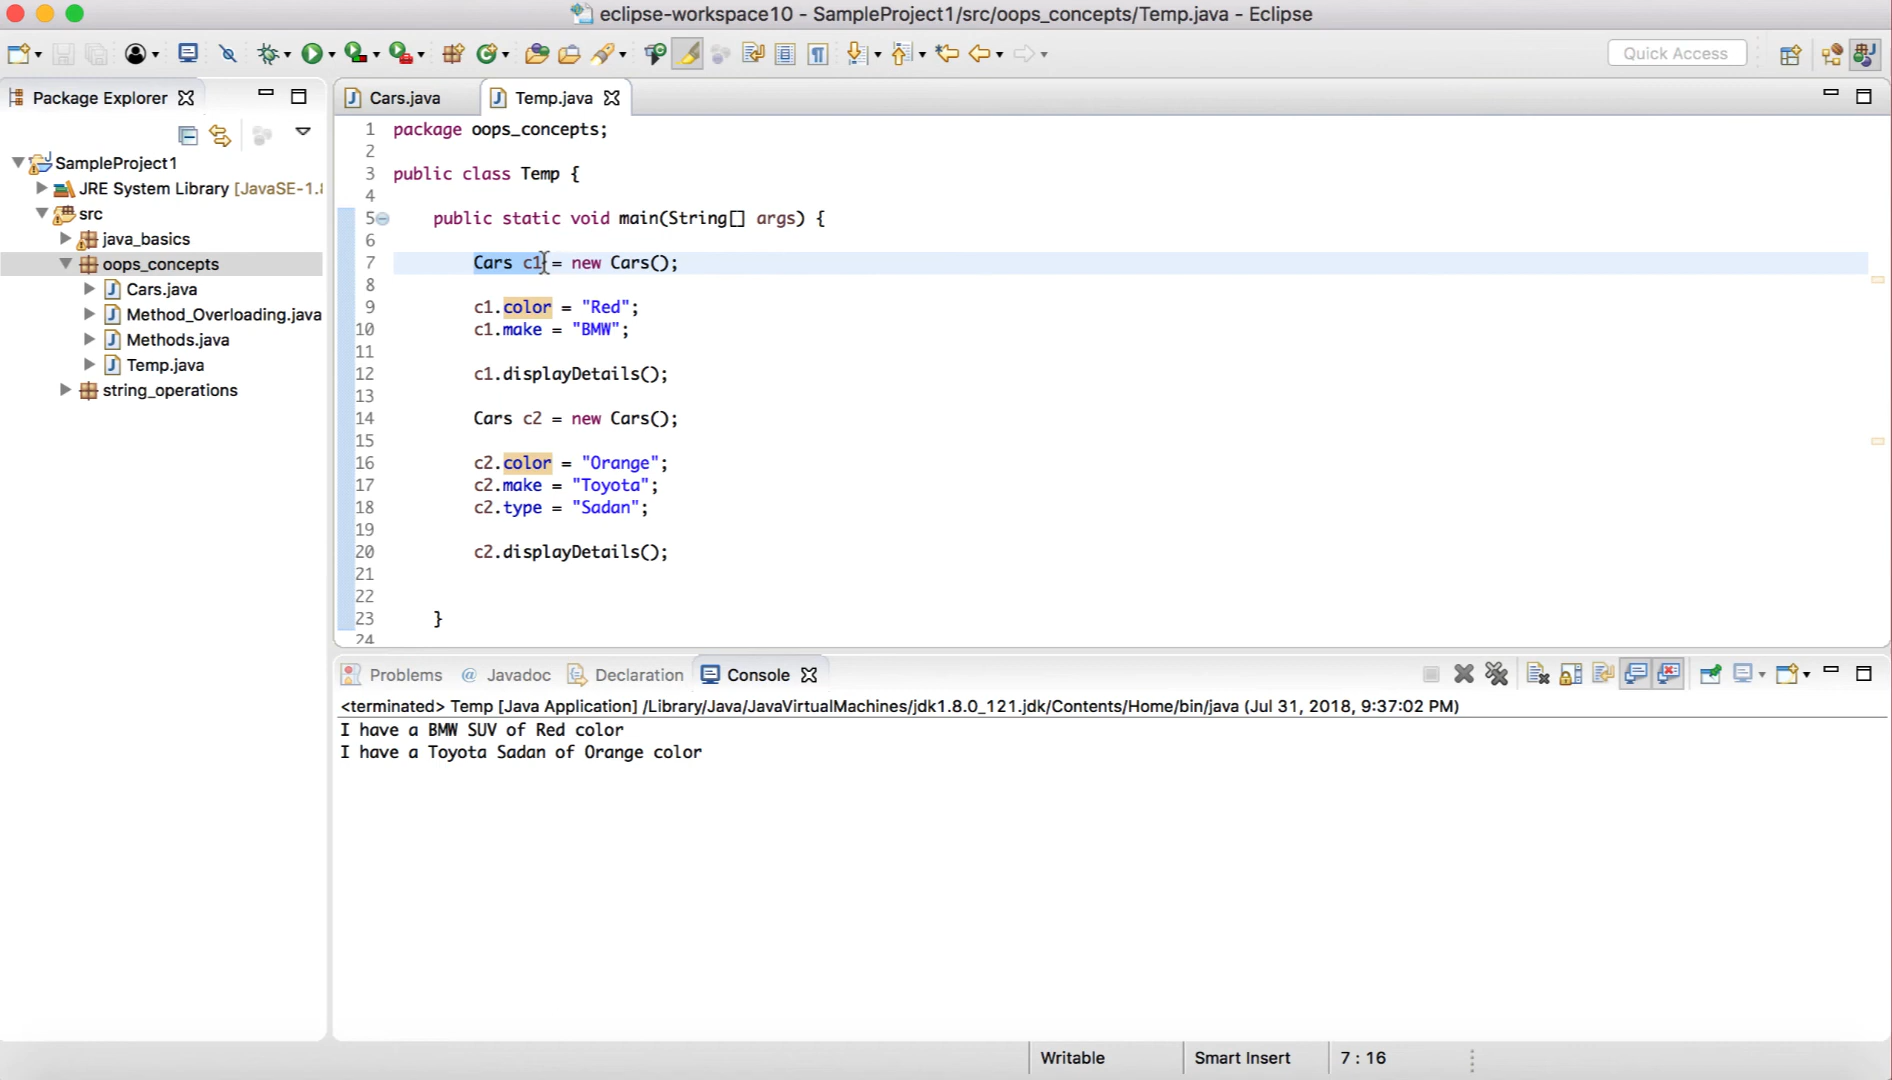 eclipse-workspace10 - SampleProject1/src/oops_concepts/Temp.java - Eclipse
Quick Access
Package Explorer
Cars.java
Temp.java
SampleProject1
JRE System Library [JavaSE-1.8
src
java_basics
oops_concepts
Cars.java
Method_Overloading.java
Methods.java
Temp.java
string_operations
1 package oops_concepts;
2
3 public class Temp {
4
5 public static void main(String[] args) {
6
7 Cars c1 = new Cars();
8
9 c1.color = "Red";
10 c1.make = "BMW";
11
12 c1.displayDetails();
13
14 Cars c2 = new Cars();
15
16 c2.color = "Orange";
17 c2.make = "Toyota";
18 c2.type = "Sadan";
19
20 c2.displayDetails();
21
22
23 }
24
Problems @ Javadoc Declaration Console
<terminated> Temp [Java Application] /Library/Java/JavaVirtualMachines/jdk1.8.0_121.jdk/Contents/Home/bin/java (Jul 31, 2018, 9:37:02 PM)
I have a BMW SUV of Red color
I have a Toyota Sadan of Orange color
Writable
Smart Insert
7 : 16